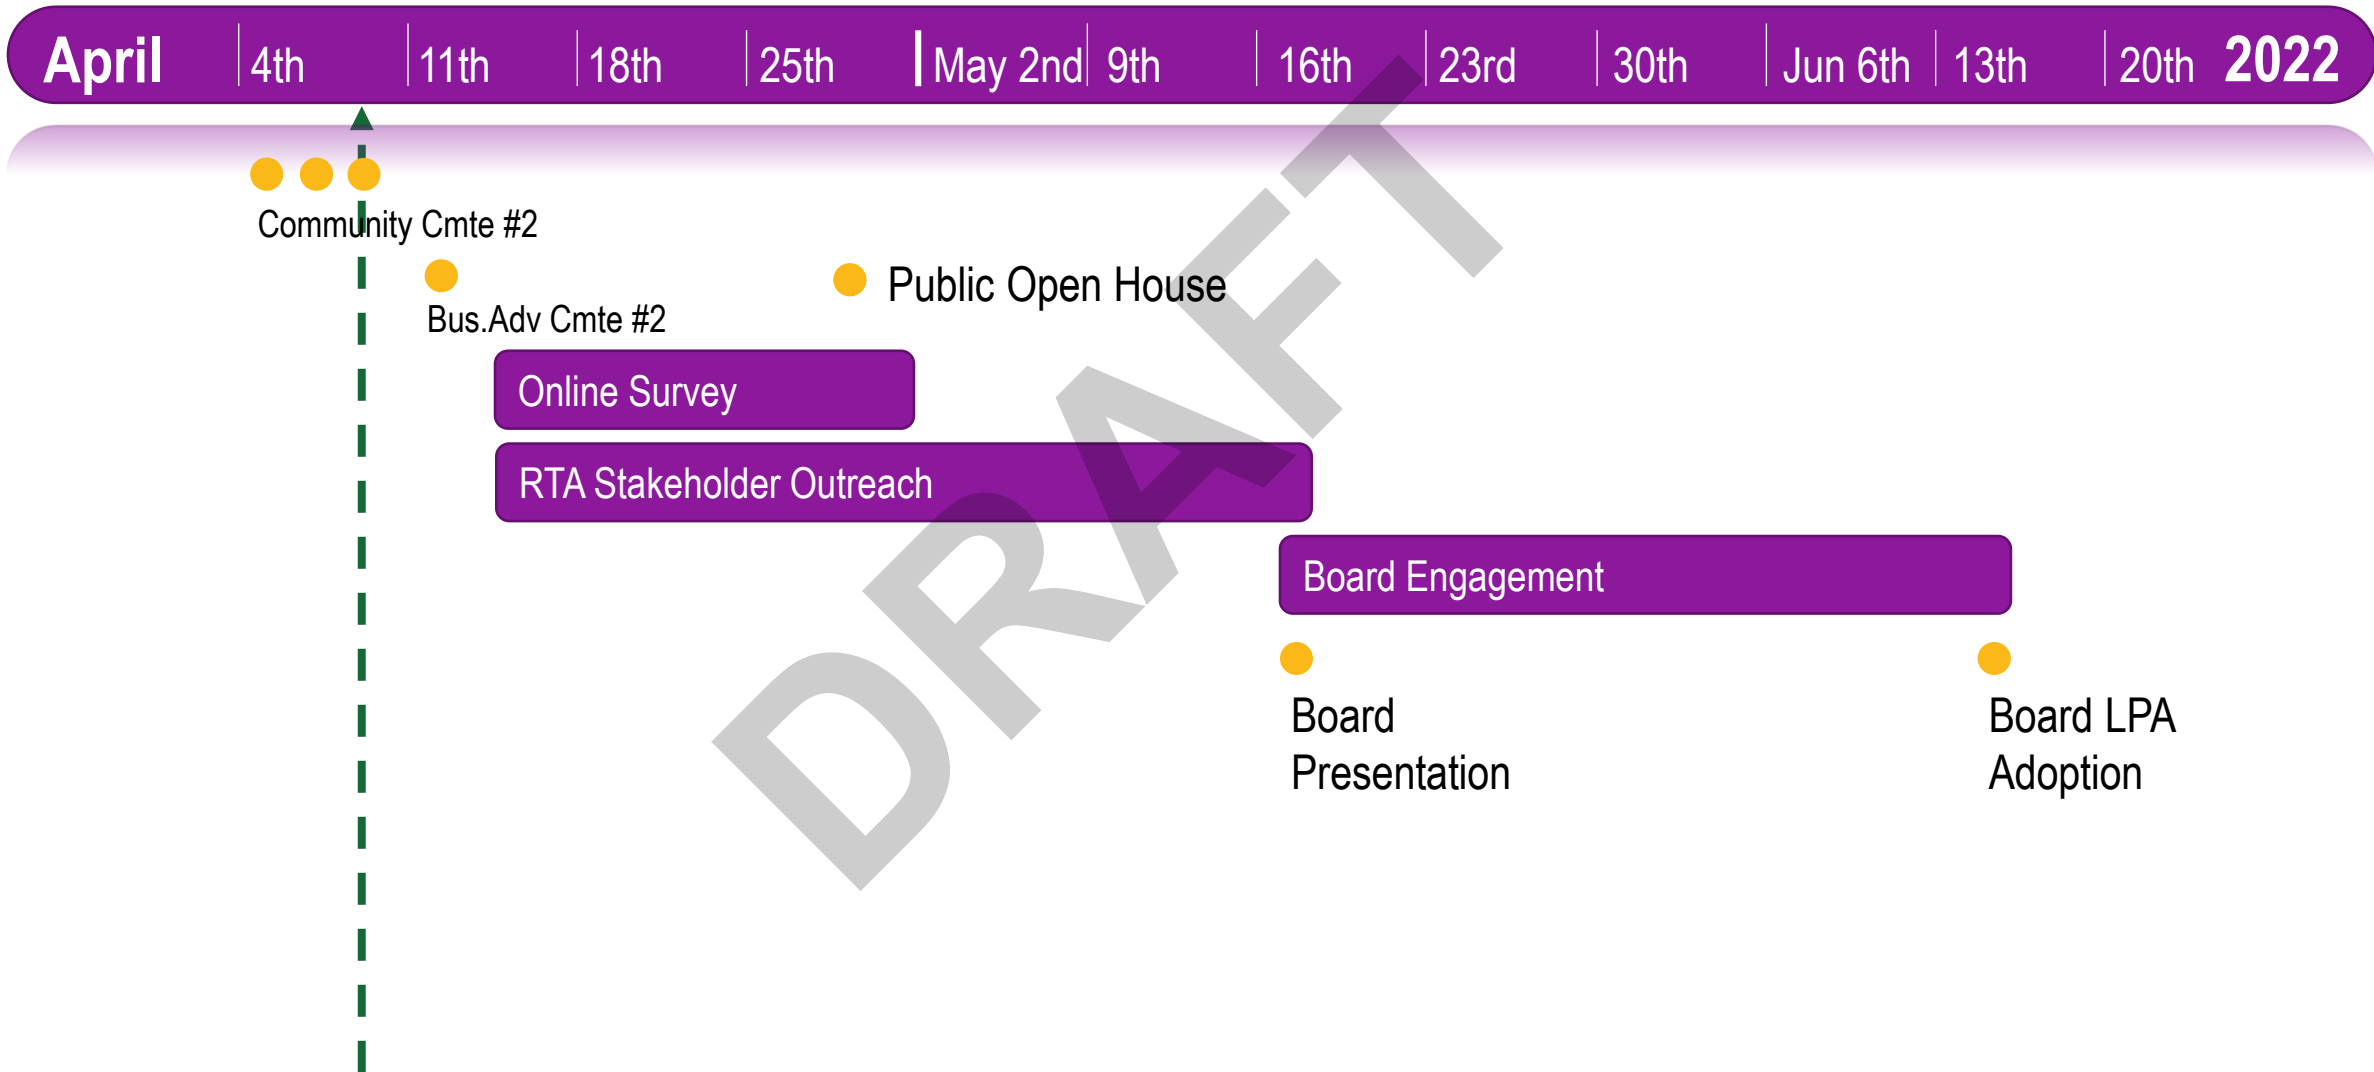 April 4th 11th 18th 25th May 2nd 9th 16th 23rd 30th Jun 6th 13th 20th 2022
Community Cmte #2
Public Open House
Bus.Adv Cmte #2
Online Survey
RTA Stakeholder Outreach
Board Engagement
Board
Presentation
Board LPA
Adoption
DRAFT